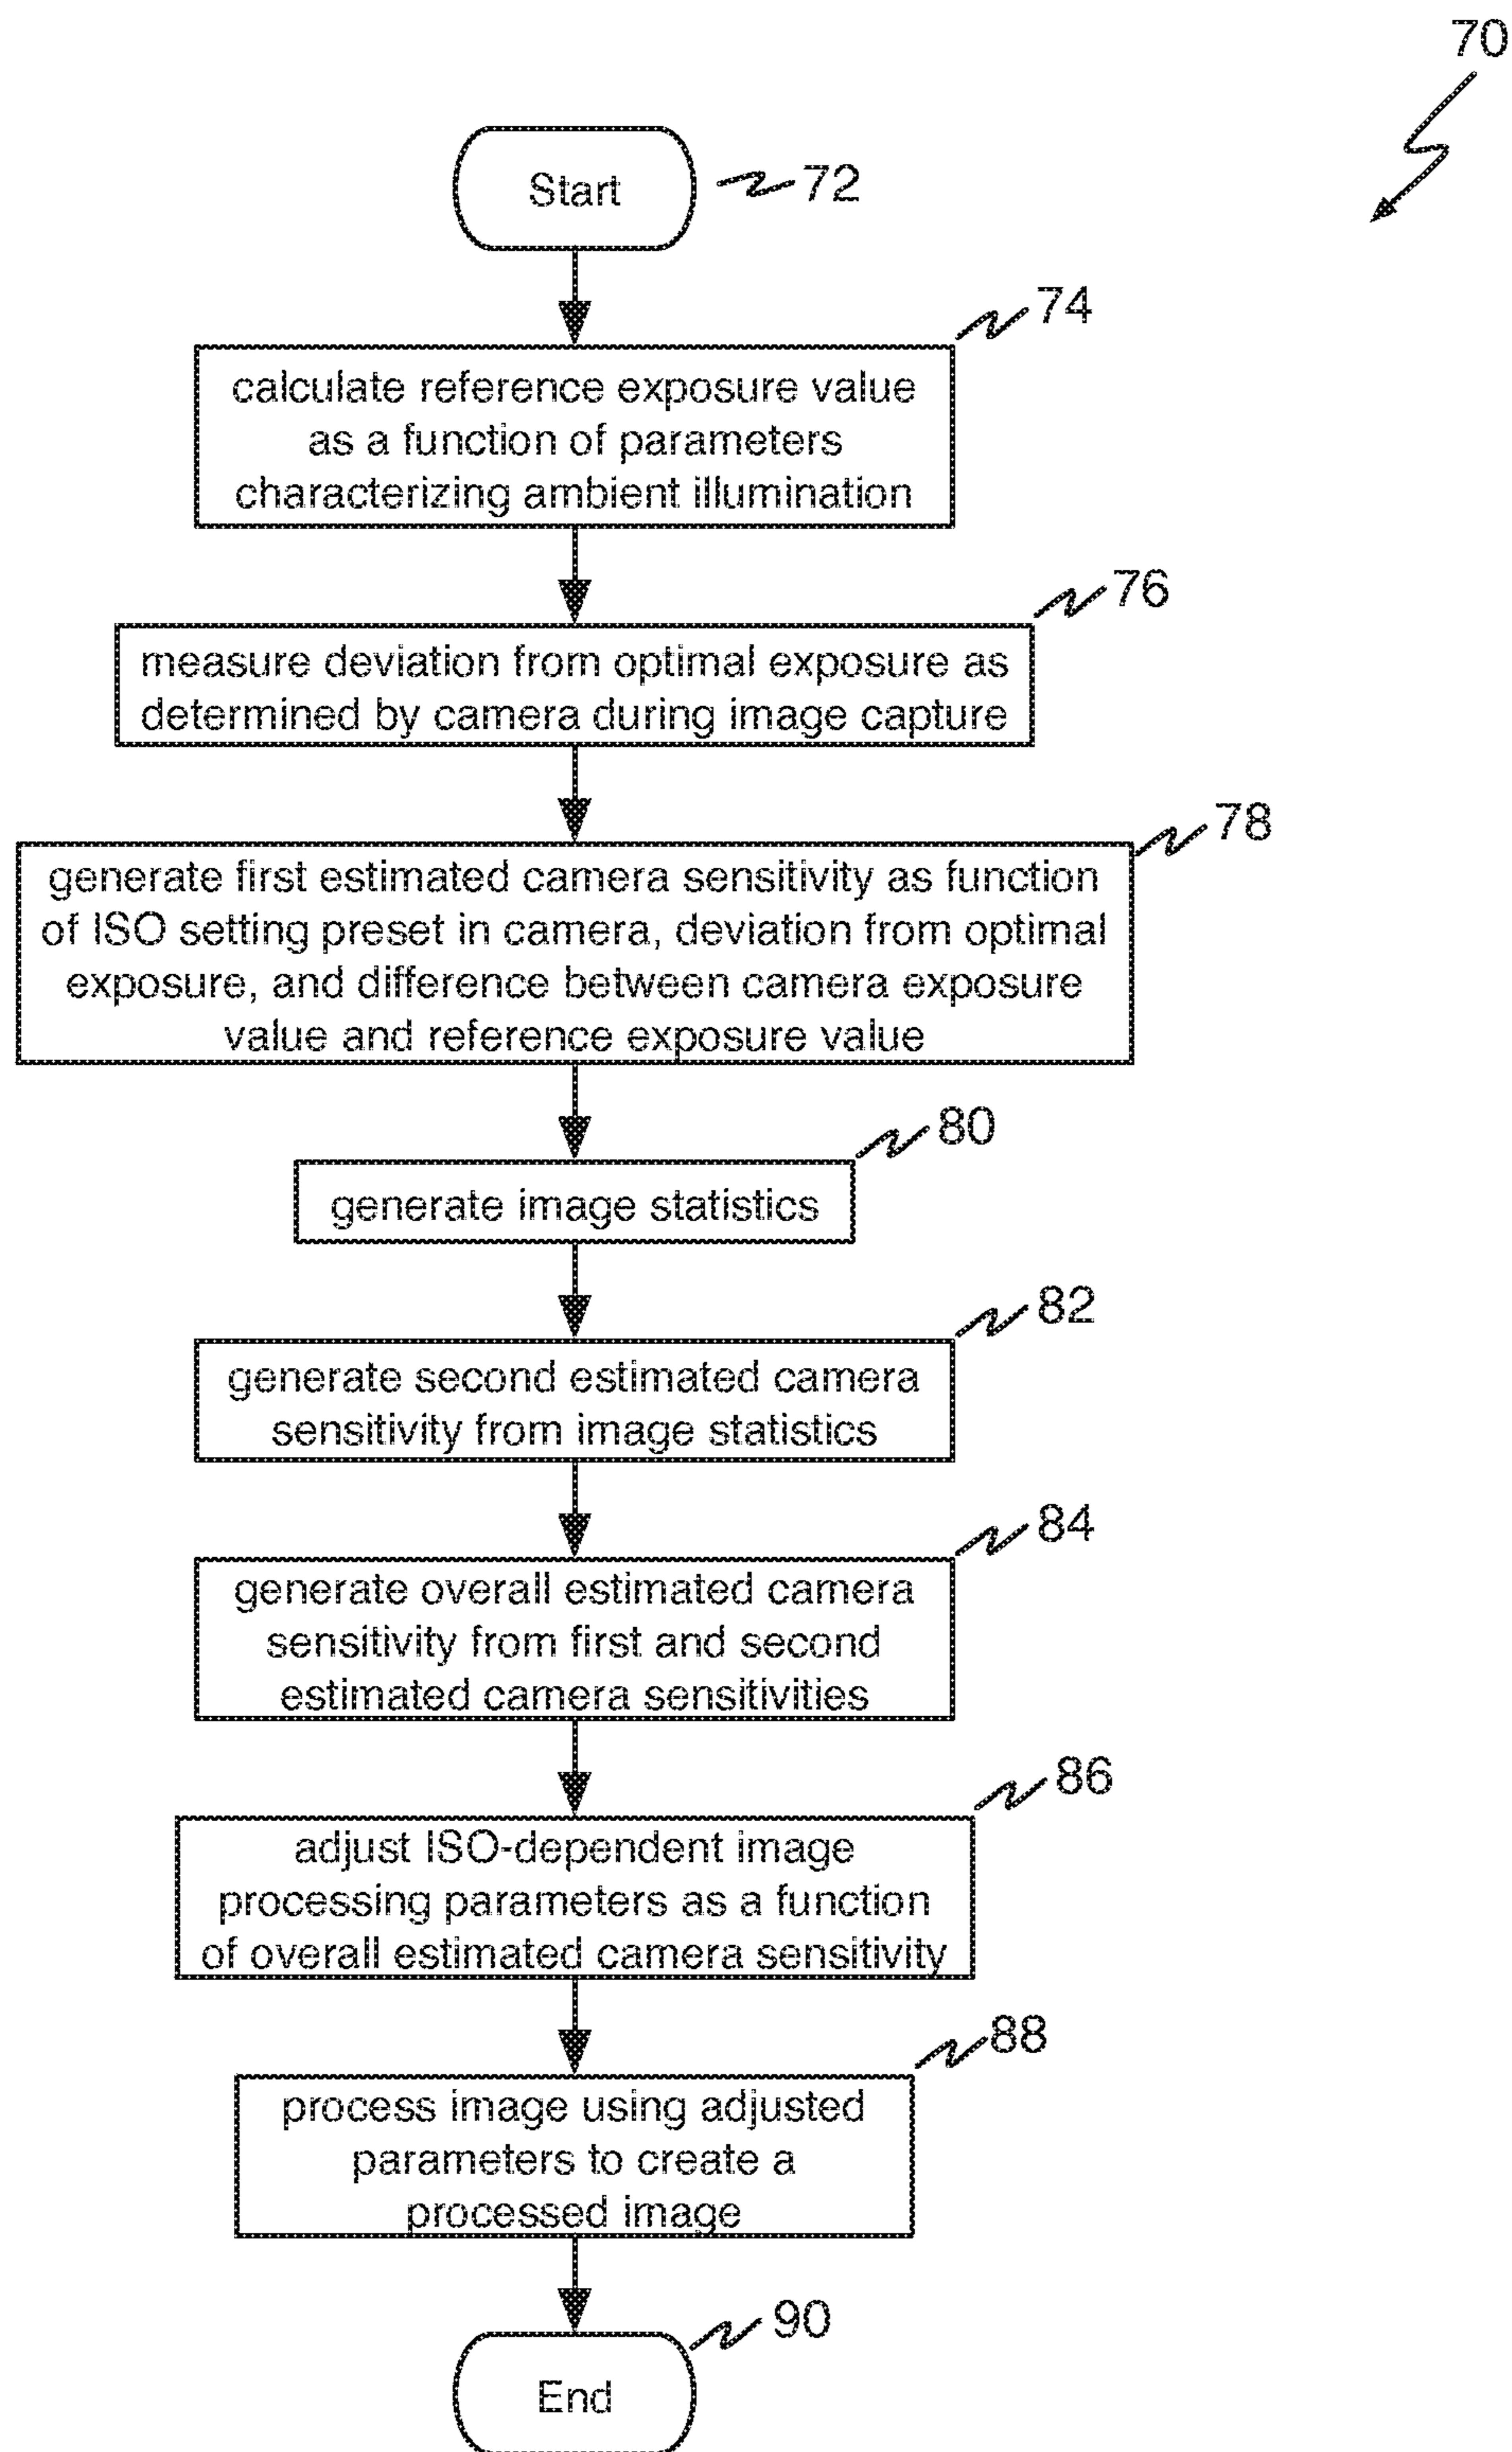 70
Start
72
74
calculate reference exposure value
as a function of parameters
characterizing ambient illumination
76
measure deviation from optimal exposure as
determined by camera during image capture
78
generate first estimated camera sensitivity as function
of ISO setting preset in camera, deviation from optimal
exposure, and difference between camera exposure
value and reference exposure value
80
generate image statistics
82
generate second estimated camera
sensitivity from image statistics
84
generate overall estimated camera
sensitivity from first and second
estimated camera sensitivities
86
adjust ISO-dependent image
processing parameters as a function
of overall estimated camera sensitivity
88
process image using adjusted
parameters to create a
processed image
90
End